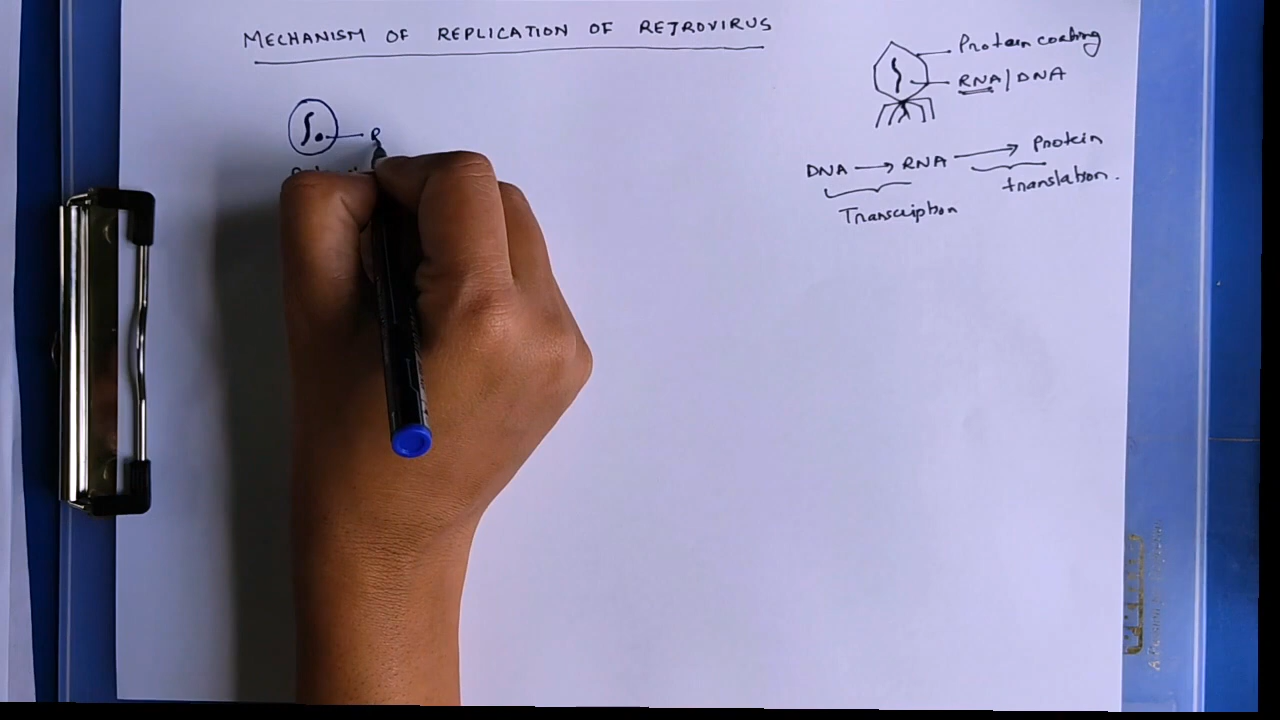 MECHANISM OF REPLICATION OF RETROVIRUS
Protein coating
RNA/DNA
DNA → RNA → Protein
Transcription
translation.
R